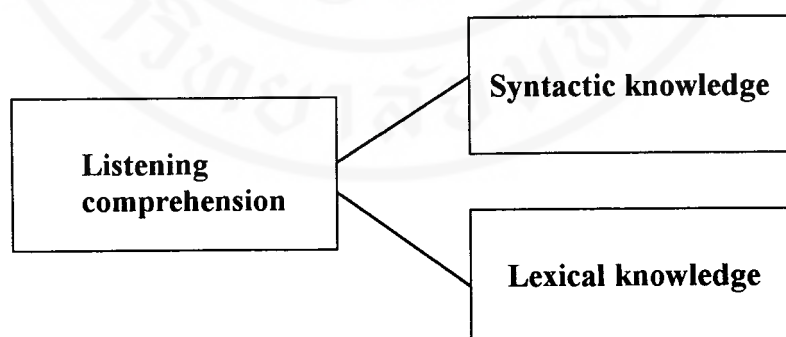 Syntactic knowledge
Listening
comprehension
Lexical knowledge